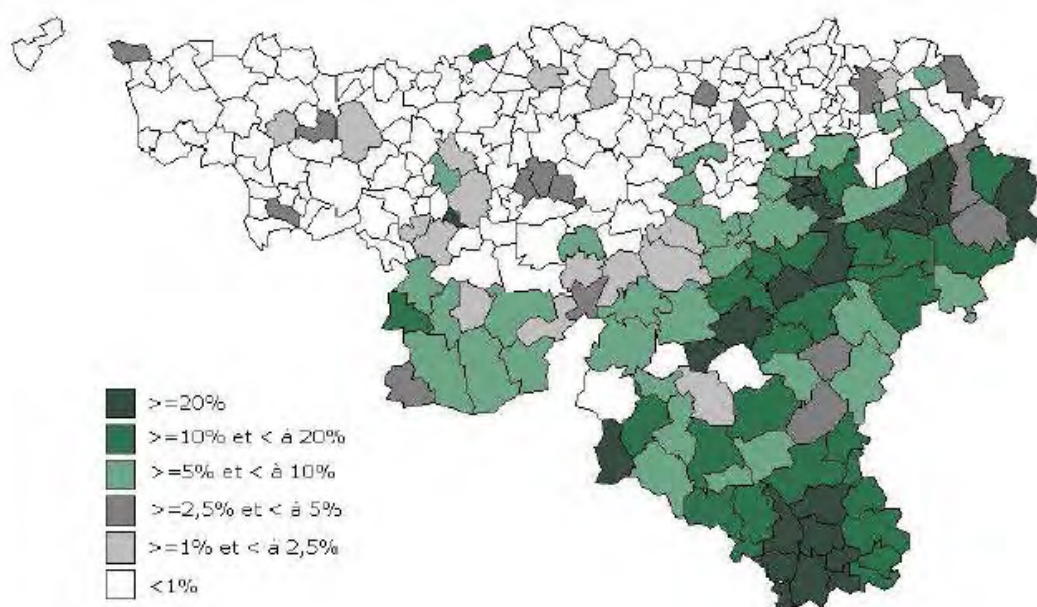 >=20%
>=10% et < à 20%
>=5% et < à 10%
>=2,5% et < à 5%
>=1% et < à 2,5%
<1%